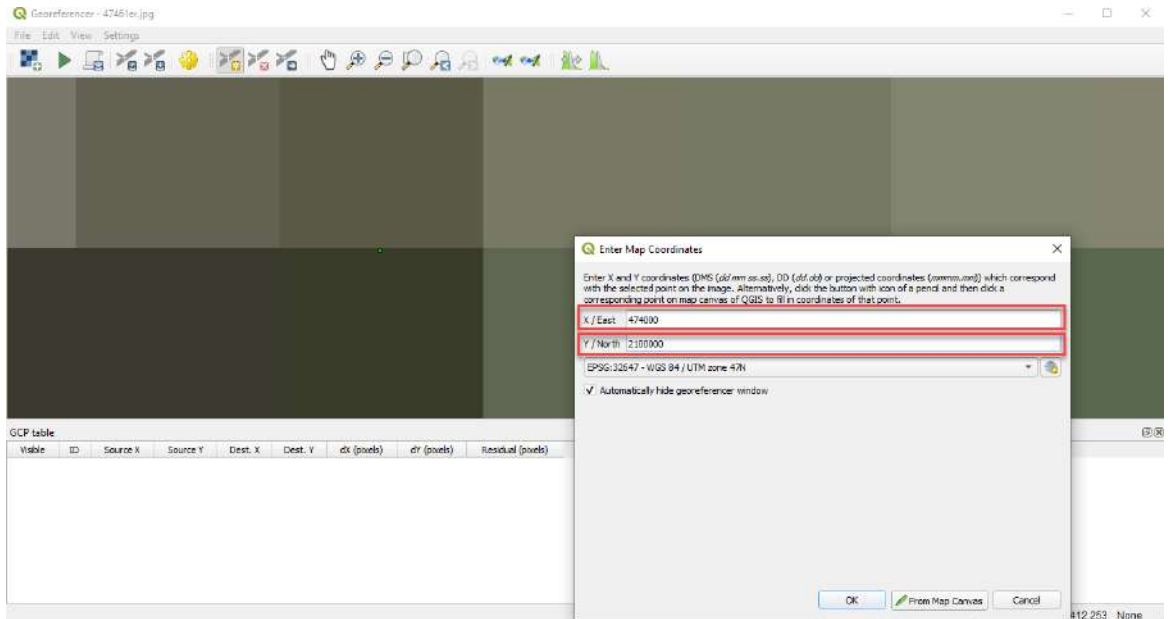 Georeferencer - 47461er.jpg
File Edit View Settings
Enter Map Coordinates
Enter X and Y coordinates (DMS (dd mm ss.ss), DD (dd.dd) or projected coordinates (mmmm.mm)) which correspond
with the selected point on the image. Alternatively, click the button with icon of a pencil and then click a
corresponding point on map canvas of QGIS to fill in coordinates of that point.
X / East 474000
Y / North 2100000
EPSG:32647 - WGS 84 / UTM zone 47N
Automatically hide georeferencer window
GCP table
Visible ID Source X Source Y Dest. X Dest. Y dX (pixels) dY (pixels) Residual (pixels)
OK From Map Canvas Cancel
412,253 None